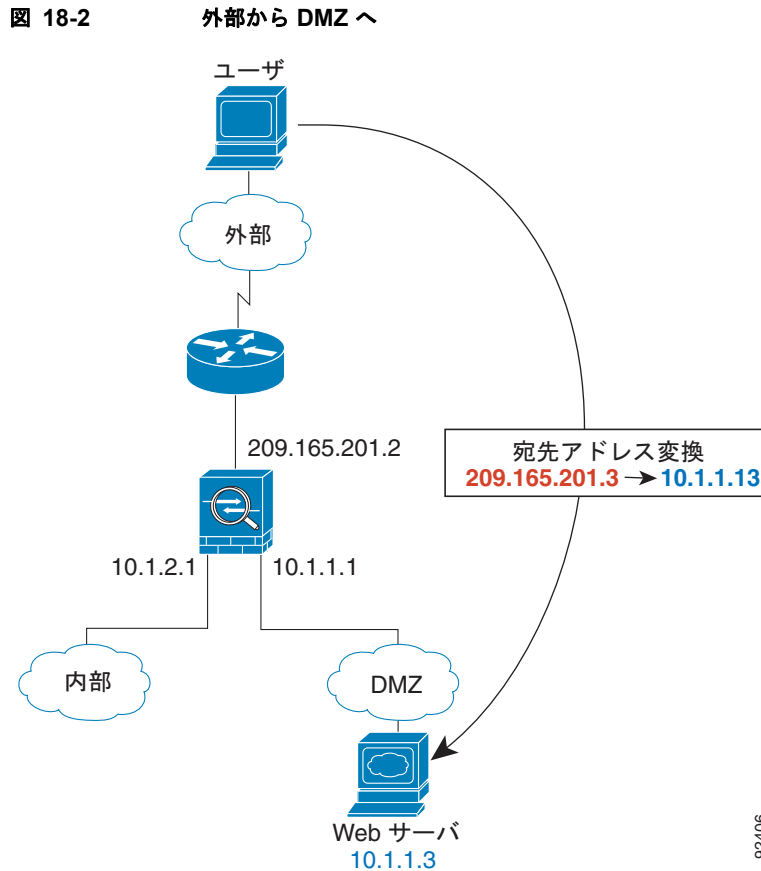 図 18-2 外部から DMZ へ
ユーザ
外部
209.165.201.2
宛先アドレス変換
209.165.201.3 → 10.1.1.13
10.1.2.1
10.1.1.1
内部
DMZ
Web サーバ
10.1.1.3
92406